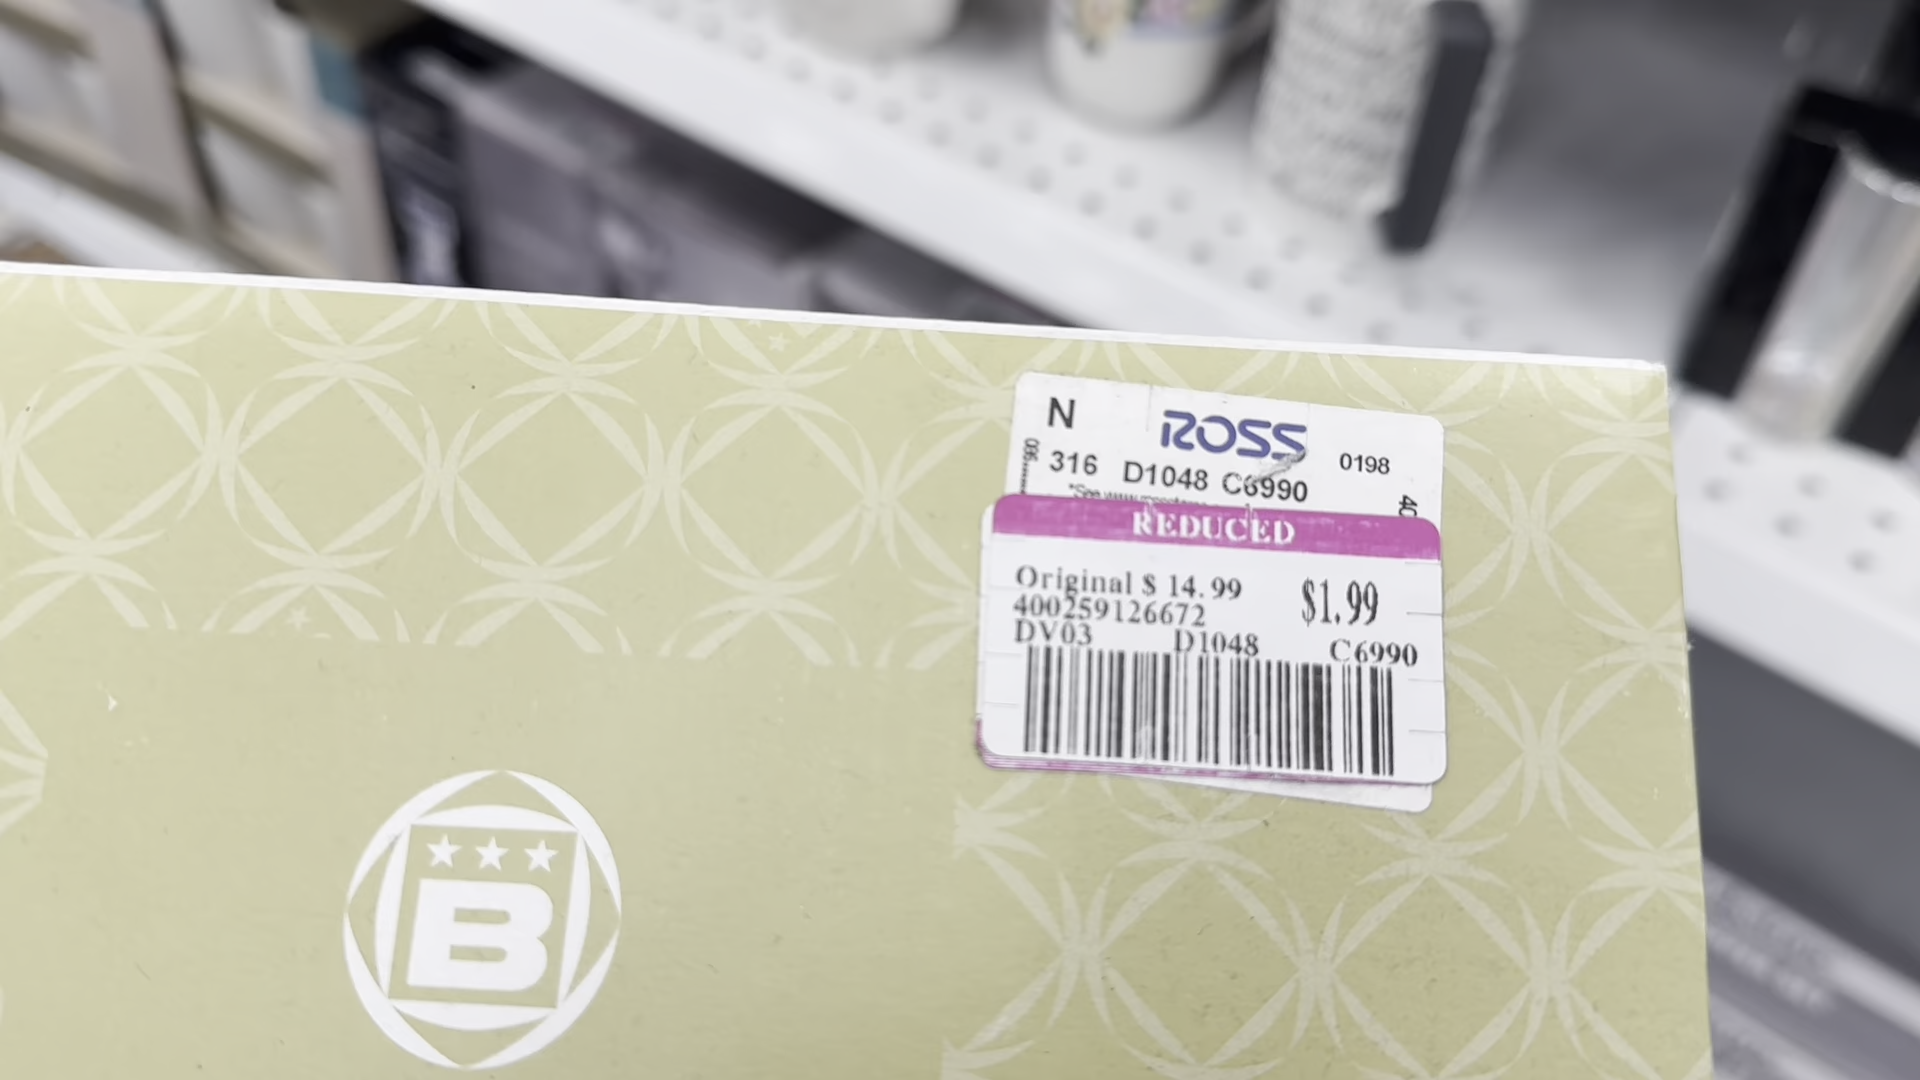 N ROSS
316 D1048 C6990 0198
REDUCED
Original $ 14.99 $1.99
400259126672
DV03 D1048 C6990
B